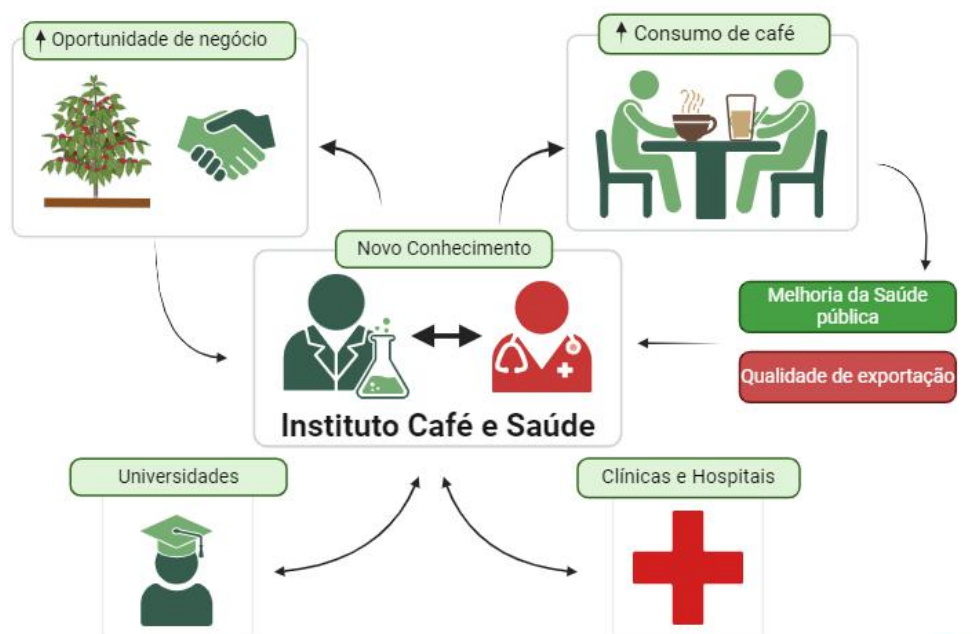 ↑ Oportunidade de negócio
↑ Consumo de café
Novo Conhecimento
Instituto Café e Saúde
Melhoria da Saúde
pública
Qualidade de exportação
Universidades
Clínicas e Hospitais